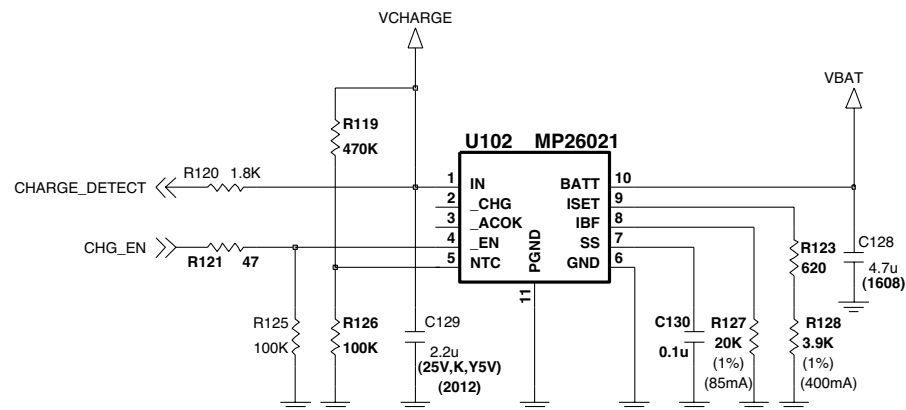 VCHARGE
VBAT
R119
470K
U102 MP26021
R120 1.8K
CHARGE_DETECT
1 IN
BATT 10
2 _CHG
ISET 9
3 _ACOK
IBF 8
CHG_EN
4 _EN
SS 7
R121 47
5 NTC
GND 6
PGND
11
R123
620
C128
4.7u
(1608)
R125
100K
R126
100K
C129
2.2u
(25V,K,Y5V)
(2012)
C130
0.1u
R127
20K
(1%)
(85mA)
R128
3.9K
(1%)
(400mA)